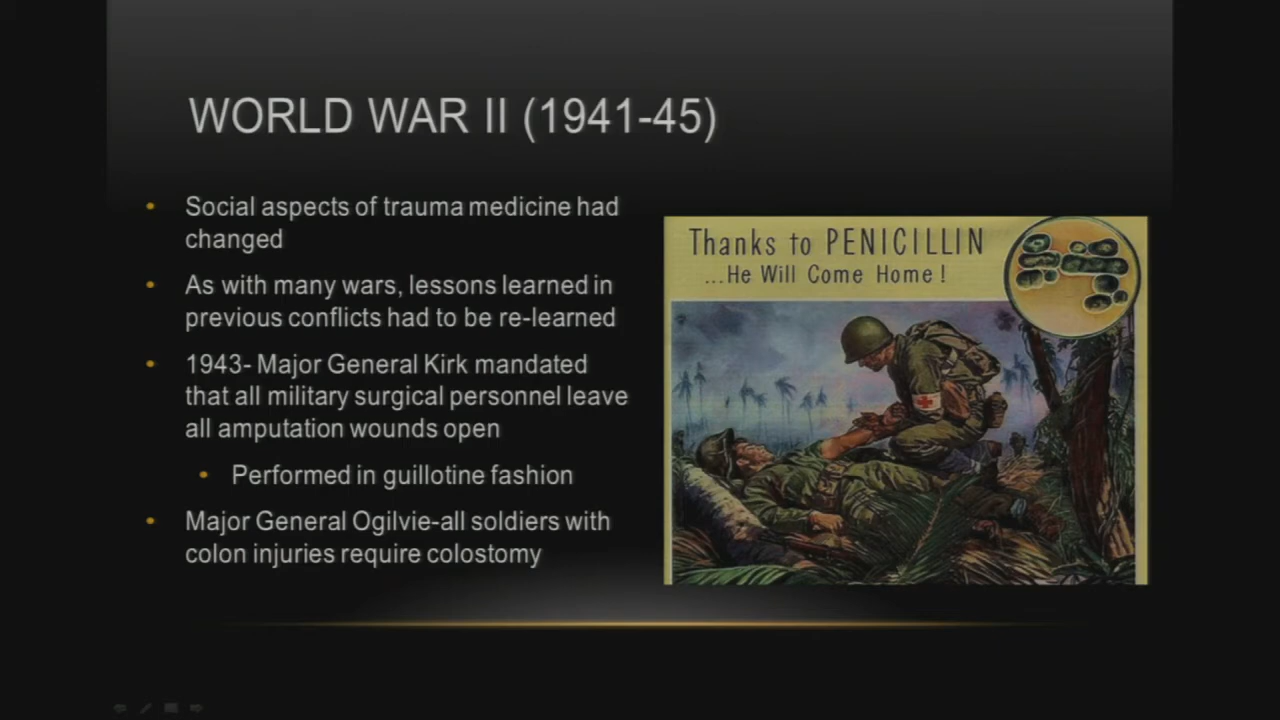 WORLD WAR II (1941-45)
• Social aspects of trauma medicine had
changed
• As with many wars, lessons learned in
previous conflicts had to be re-learned
• 1943- Major General Kirk mandated
that all military surgical personnel leave
all amputation wounds open
• Performed in guillotine fashion
• Major General Ogilvie-all soldiers with
colon injuries require colostomy
Thanks to PENICILLIN
...He Will Come Home!